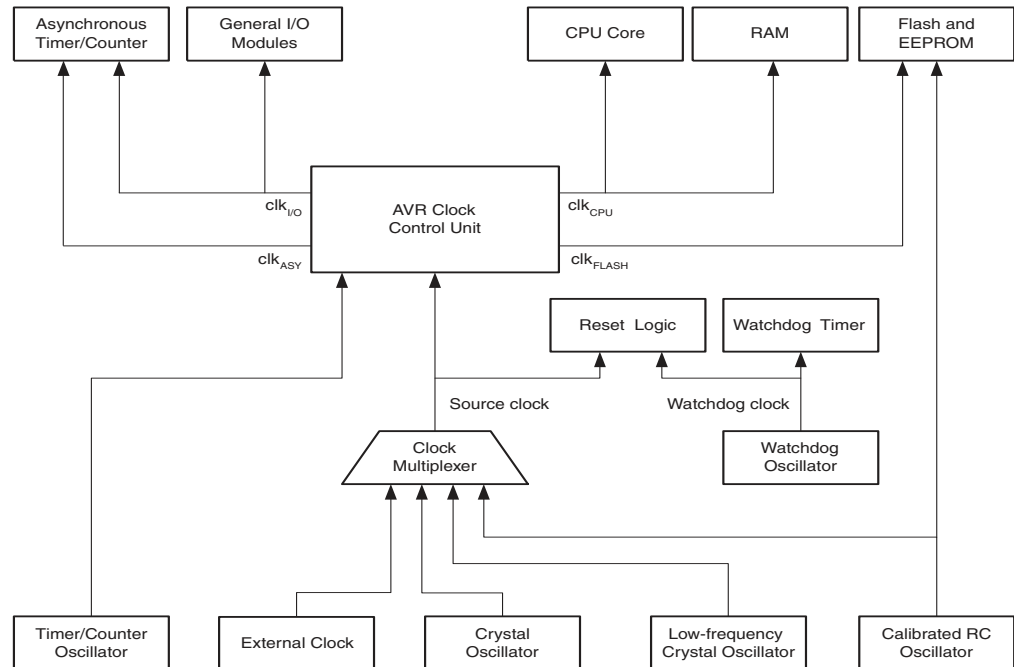 Asynchronous
Timer/Counter
General I/O
Modules
CPU Core
RAM
Flash and
EEPROM
clkI/O
AVR Clock
Control Unit
clkCPU
clkASY
clkFLASH
Reset Logic
Watchdog Timer
Source clock
Watchdog clock
Clock
Multiplexer
Watchdog
Oscillator
Timer/Counter
Oscillator
External Clock
Crystal
Oscillator
Low-frequency
Crystal Oscillator
Calibrated RC
Oscillator